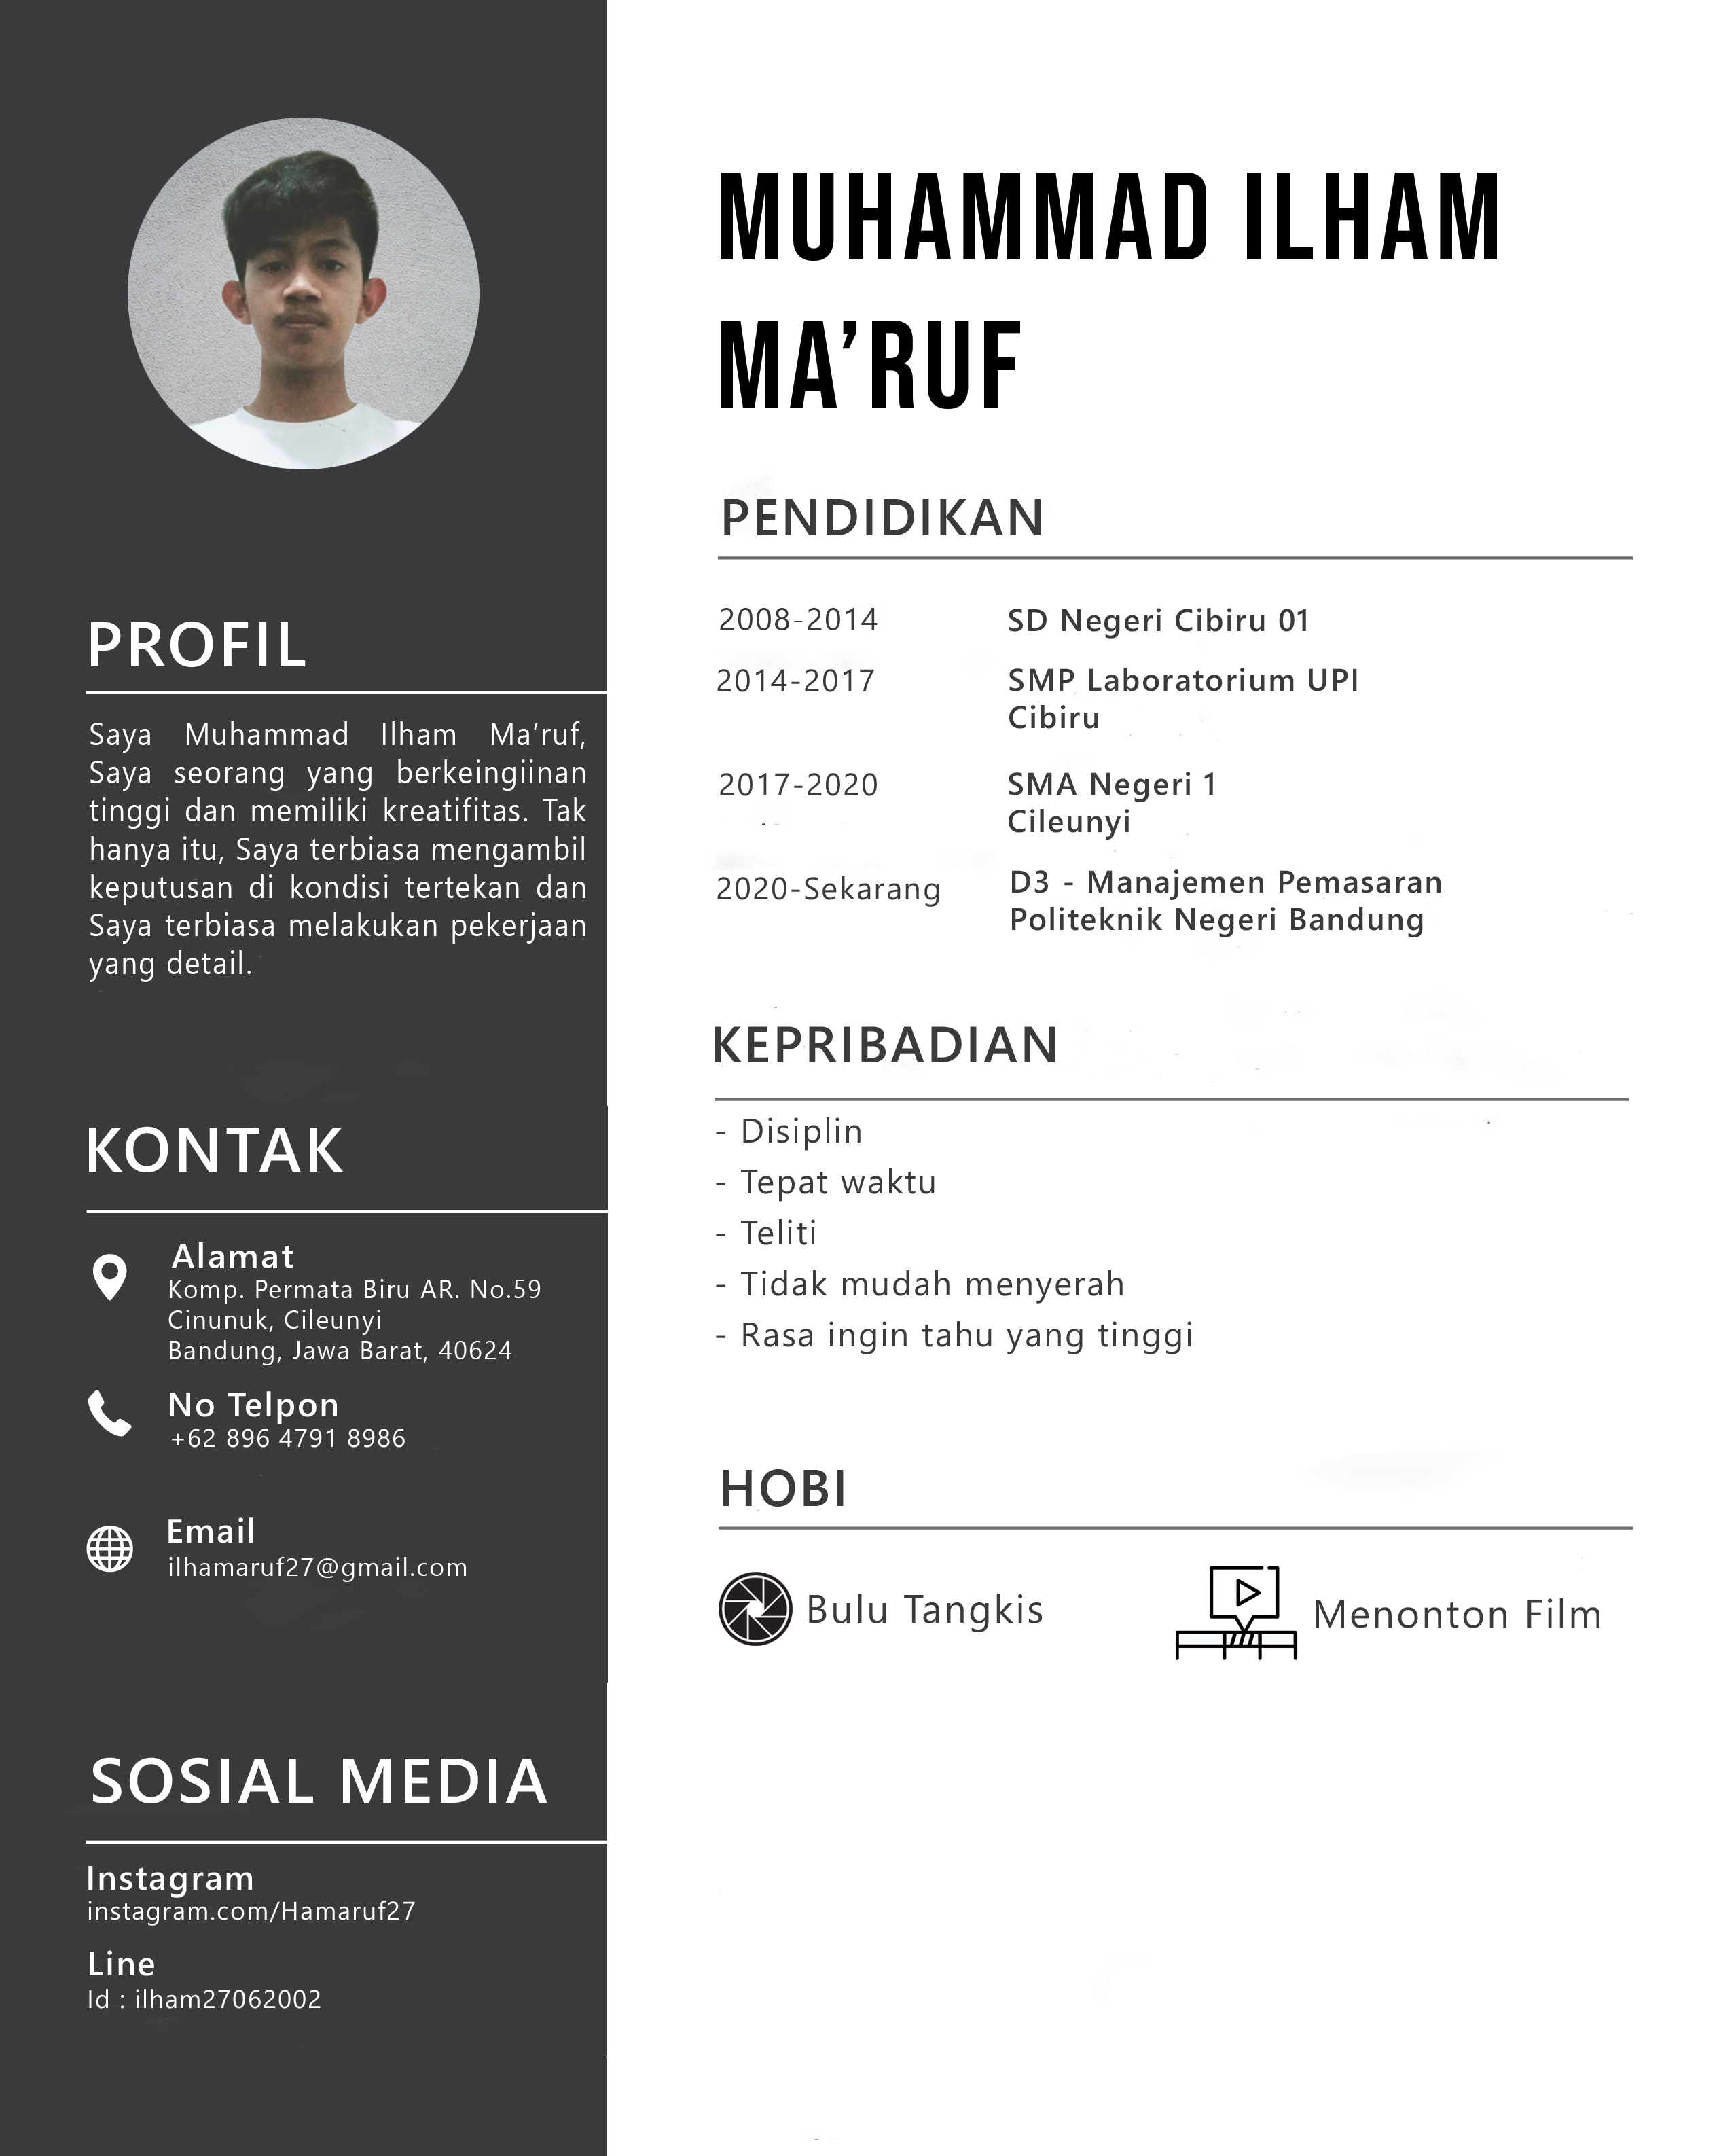 MUHAMMAD ILHAM
MA’RUF
PROFIL
Saya Muhammad Ilham Ma’ruf,
Saya seorang yang berkeingiinan
tinggi dan memiliki kreatifitas. Tak
hanya itu, Saya terbiasa mengambil
keputusan di kondisi tertekan dan
Saya terbiasa melakukan pekerjaan
yang detail.
KONTAK
Alamat
Komp. Permata Biru AR. No.59
Cinunuk, Cileunyi
Bandung, Jawa Barat, 40624
No Telpon
+62 896 4791 8986
Email
ilhamaruf27@gmail.com
SOSIAL MEDIA
Instagram
instagram.com/Hamaruf27
Line
Id : ilham27062002
PENDIDIKAN
2008-2014 SD Negeri Cibiru 01
2014-2017 SMP Laboratorium UPI
Cibiru
2017-2020 SMA Negeri 1
Cileunyi
2020-Sekarang D3 - Manajemen Pemasaran
Politeknik Negeri Bandung
KEPRIBADIAN
- Disiplin
- Tepat waktu
- Teliti
- Tidak mudah menyerah
- Rasa ingin tahu yang tinggi
HOBI
Bulu Tangkis
Menonton Film